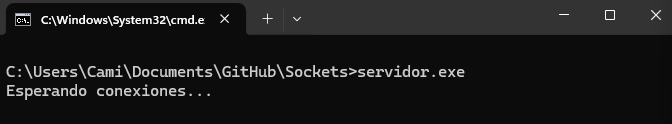 C:\Windows\System32\cmd.e
C:\Users\Cami\Documents\GitHub\Sockets>servidor.exe
Esperando conexiones...